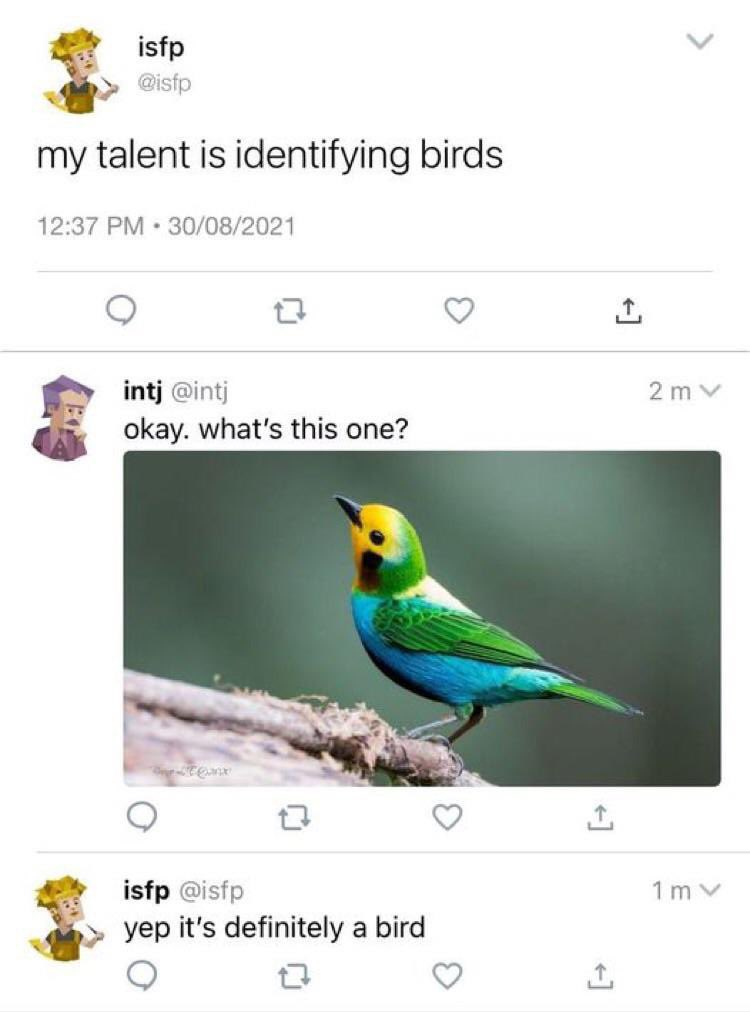 isfp
@isfp
my talent is identifying birds
12:37 PM • 30/08/2021
intj @intj 2 m
okay. what's this one?
isfp @isfp 1 m
yep it's definitely a bird